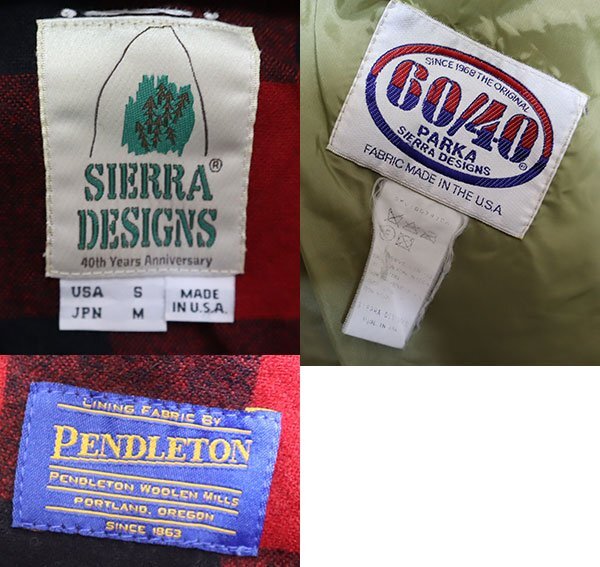 SIERRA®
DESIGNS
40th Years Anniversary
USA S
JPN M
MADE
IN U.S.A.
SINCE 1968 THE ORIGINAL
60/40®
PARKA
SIERRA DESIGNS
FABRIC MADE IN THE U.S.A
LINING FABRIC BY
PENDLETON
PENDLETON WOOLEN MILLS
PORTLAND, OREGON
SINCE 1863